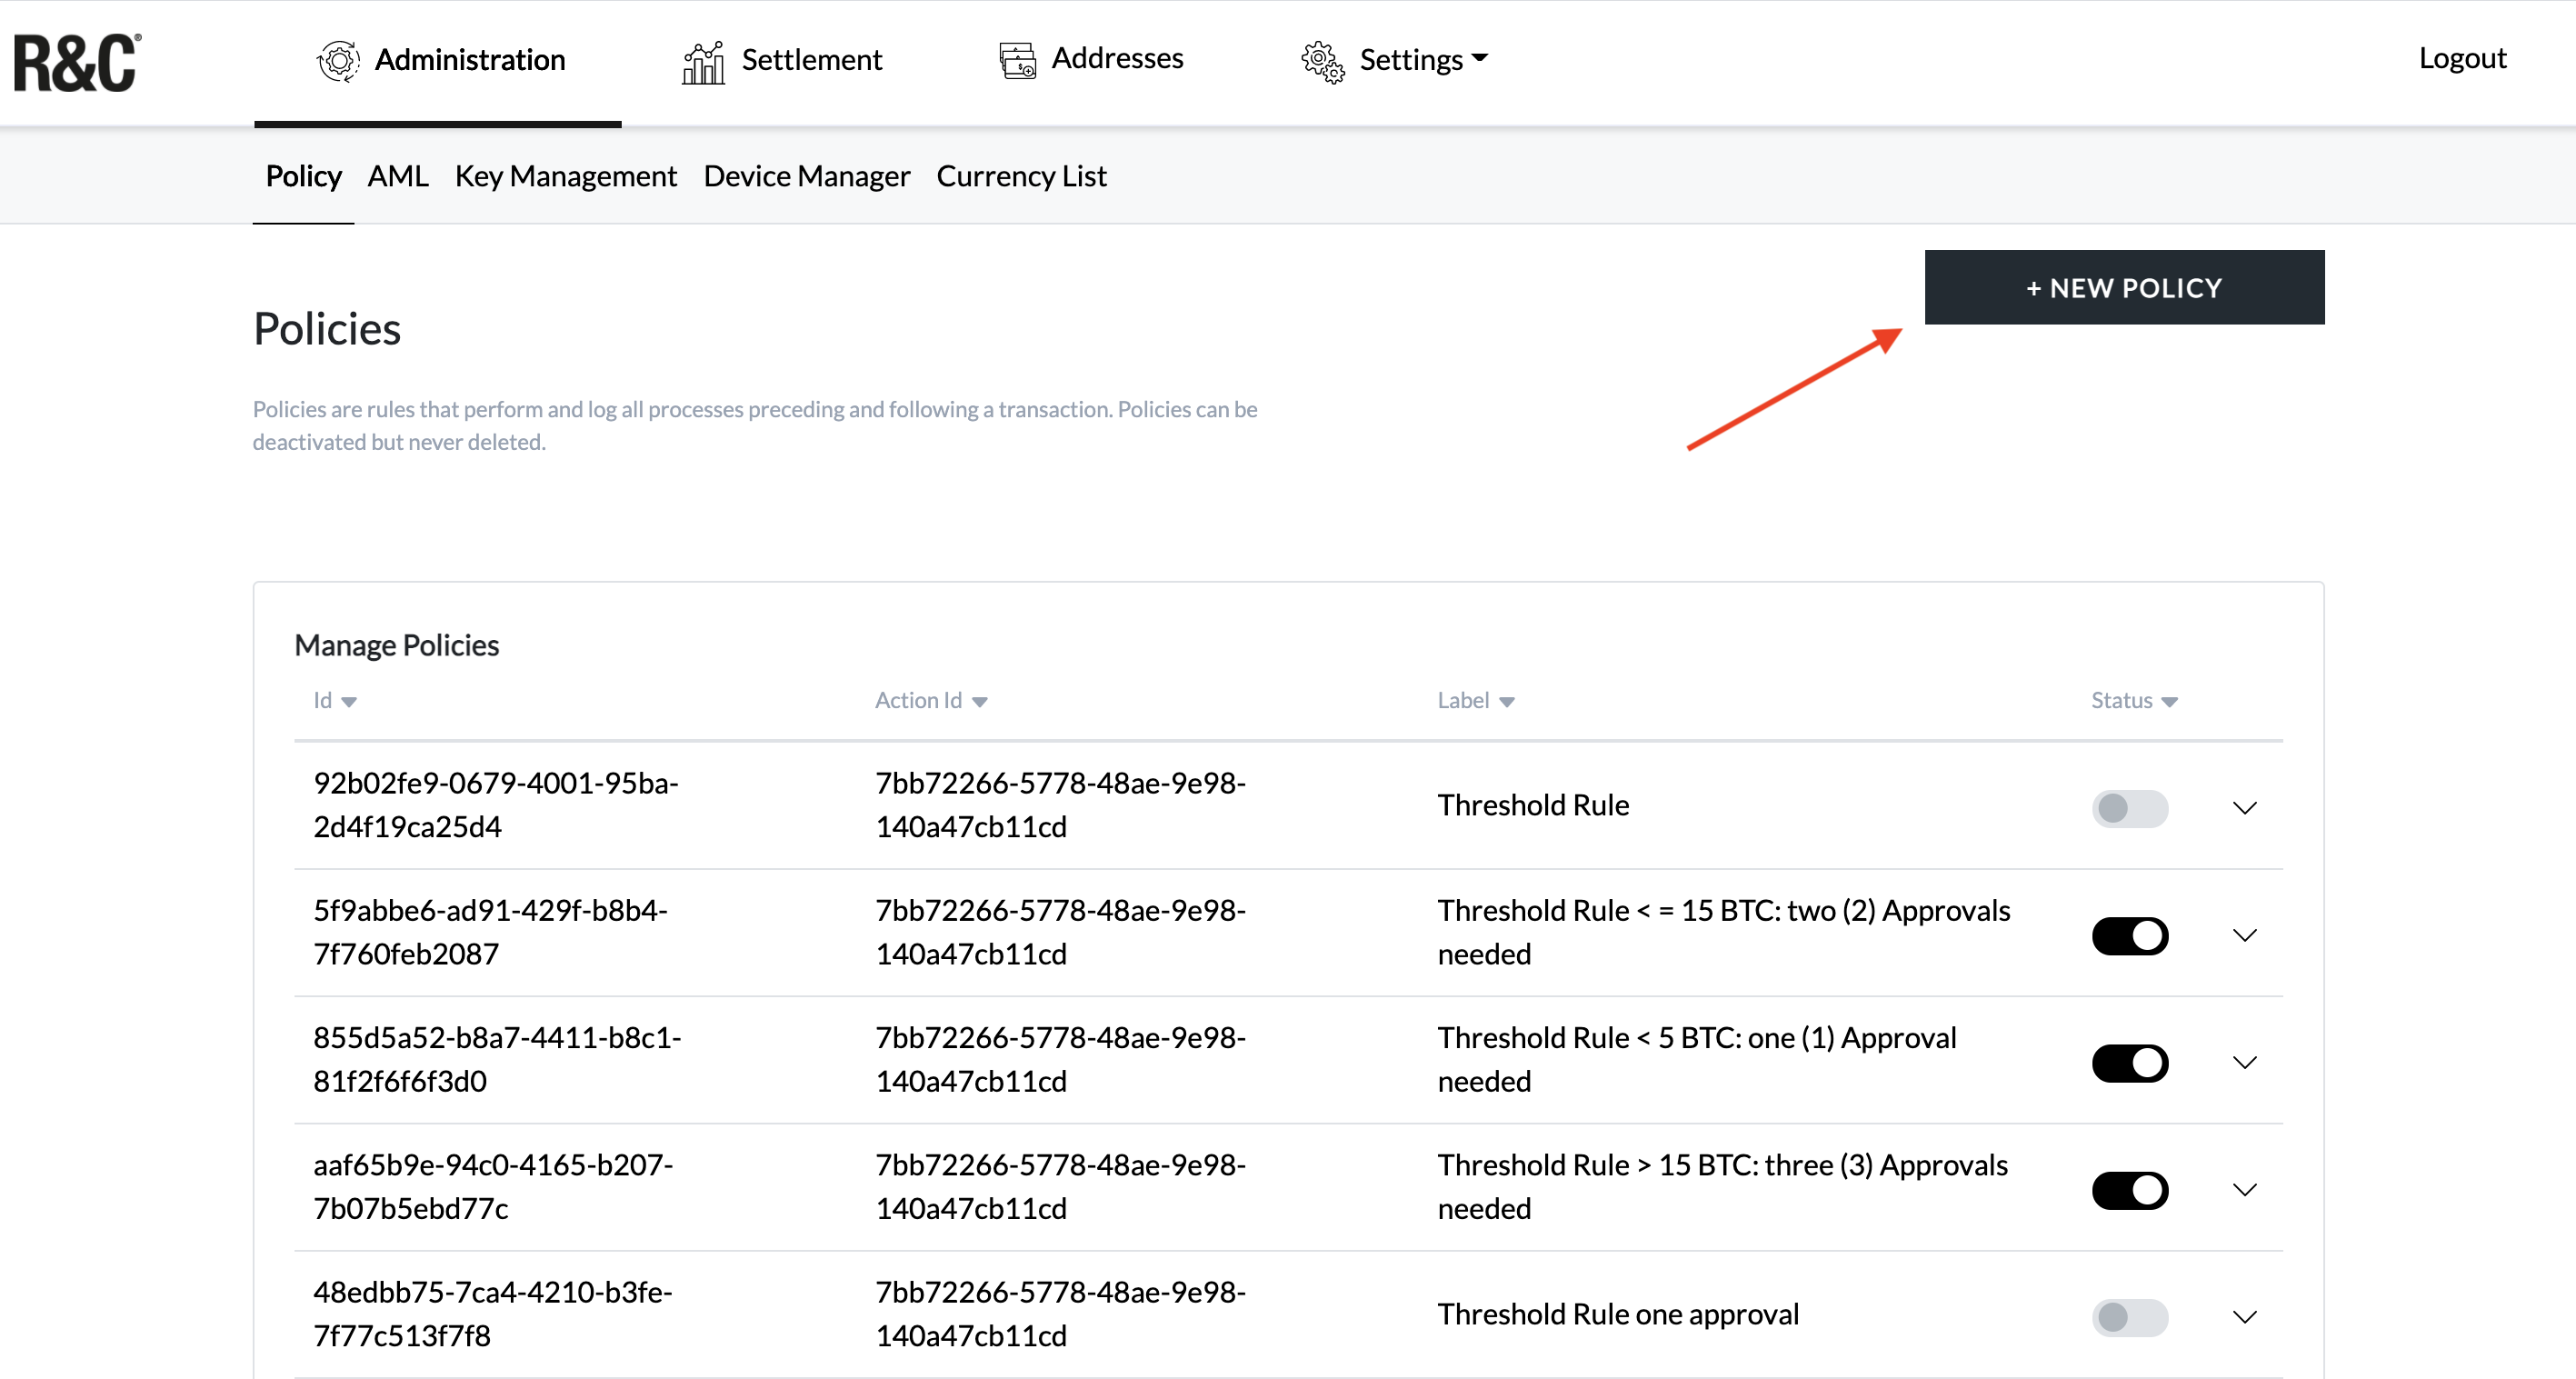 R&C®
Administration
Settlement
Addresses
Settings
Logout
Policy AML Key Management Device Manager Currency List
+ NEW POLICY
Policies
Policies are rules that perform and log all processes preceding and following a transaction. Policies can be
deactivated but never deleted.
Manage Policies
Id Action Id Label Status
92b02fe9-0679-4001-95ba-
2d4f19ca25d4
7bb72266-5778-48ae-9e98-
140a47cb11cd
Threshold Rule
5f9abbe6-ad91-429f-b8b4-
7f760feb2087
7bb72266-5778-48ae-9e98-
140a47cb11cd
Threshold Rule < = 15 BTC: two (2) Approvals
needed
855d5a52-b8a7-4411-b8c1-
81f2f6f6f3d0
7bb72266-5778-48ae-9e98-
140a47cb11cd
Threshold Rule < 5 BTC: one (1) Approval
needed
aaf65b9e-94c0-4165-b207-
7b07b5ebd77c
7bb72266-5778-48ae-9e98-
140a47cb11cd
Threshold Rule > 15 BTC: three (3) Approvals
needed
48edbb75-7ca4-4210-b3fe-
7f77c513f7f8
7bb72266-5778-48ae-9e98-
140a47cb11cd
Threshold Rule one approval